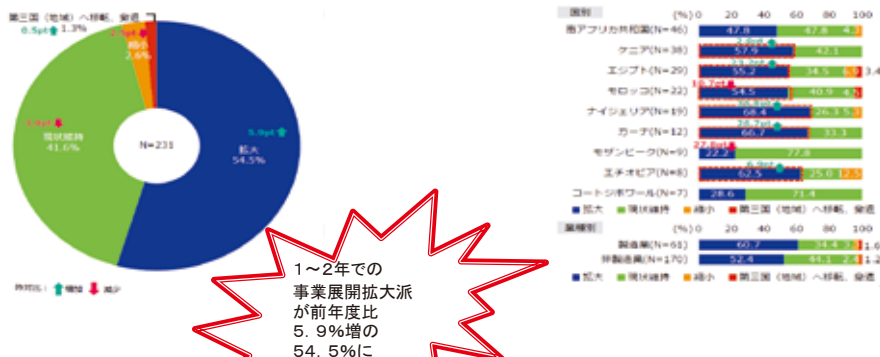 第三国（地域）へ移転、撤退
0.5pt 1.3%
縮小
2.6%
現状維持
41.6%
N=231
5.9pt
拡大
54.5%
前年比： 増加 減少
1～2年での
事業展開拡大派
が前年度比
5.9%増の
54.5%に
国別
(%) 0 20 40 60 80 100
南アフリカ共和国(N=46) 47.8 47.8
ケニア(N=38) 57.9 42.1
エジプト(N=29) 55.2 34.5 6.9 3.4
モロッコ(N=22) 54.5 40.9
ナイジェリア(N=19) 68.4 26.3
ガーナ(N=12) 66.7 33.3
27.8pt
モザンビーク(N=9) 22.2 77.8
6.9pt
エチオピア(N=8) 62.5 25.0 12.5
コートジボワール(N=7) 28.6 71.4
拡大 現状維持 縮小 第三国（地域）へ移転、撤退
業種別
(%) 0 20 40 60 80 100
製造業(N=61) 60.7 34.4 1.6
非製造業(N=170) 52.4 44.1 2.4 1.2
拡大 現状維持 縮小 第三国（地域）へ移転、撤退